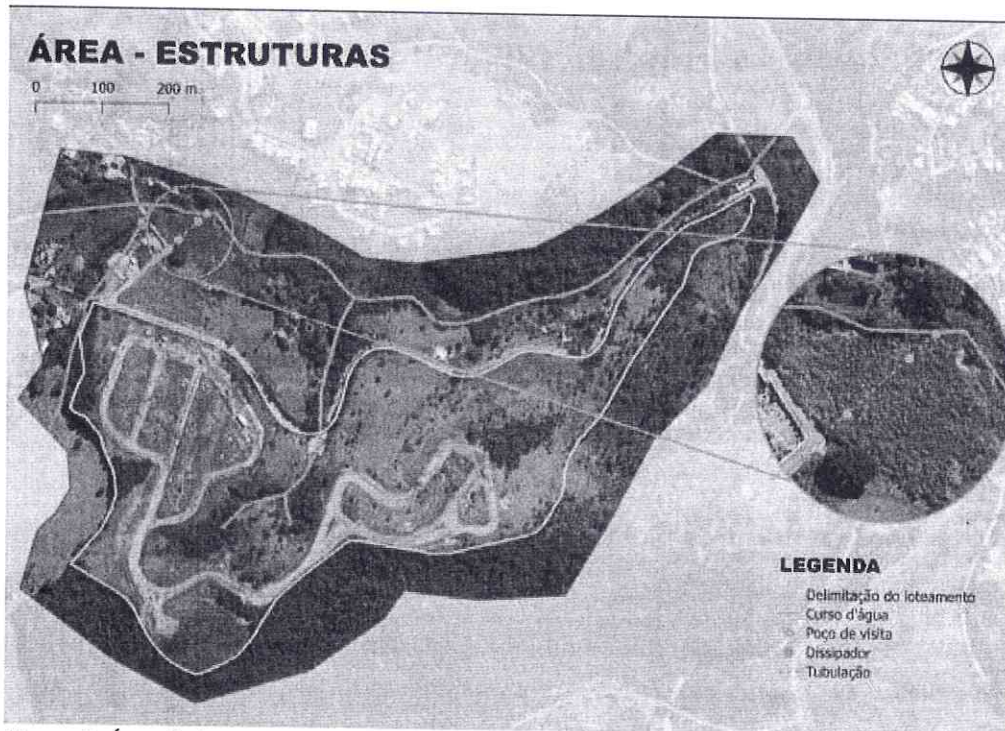 ÁREA - ESTRUTURAS
0 100 200 m
LEGENDA
Delimitação do loteamento
Curso d'água
Poço de visita
Dissipador
Tubulação